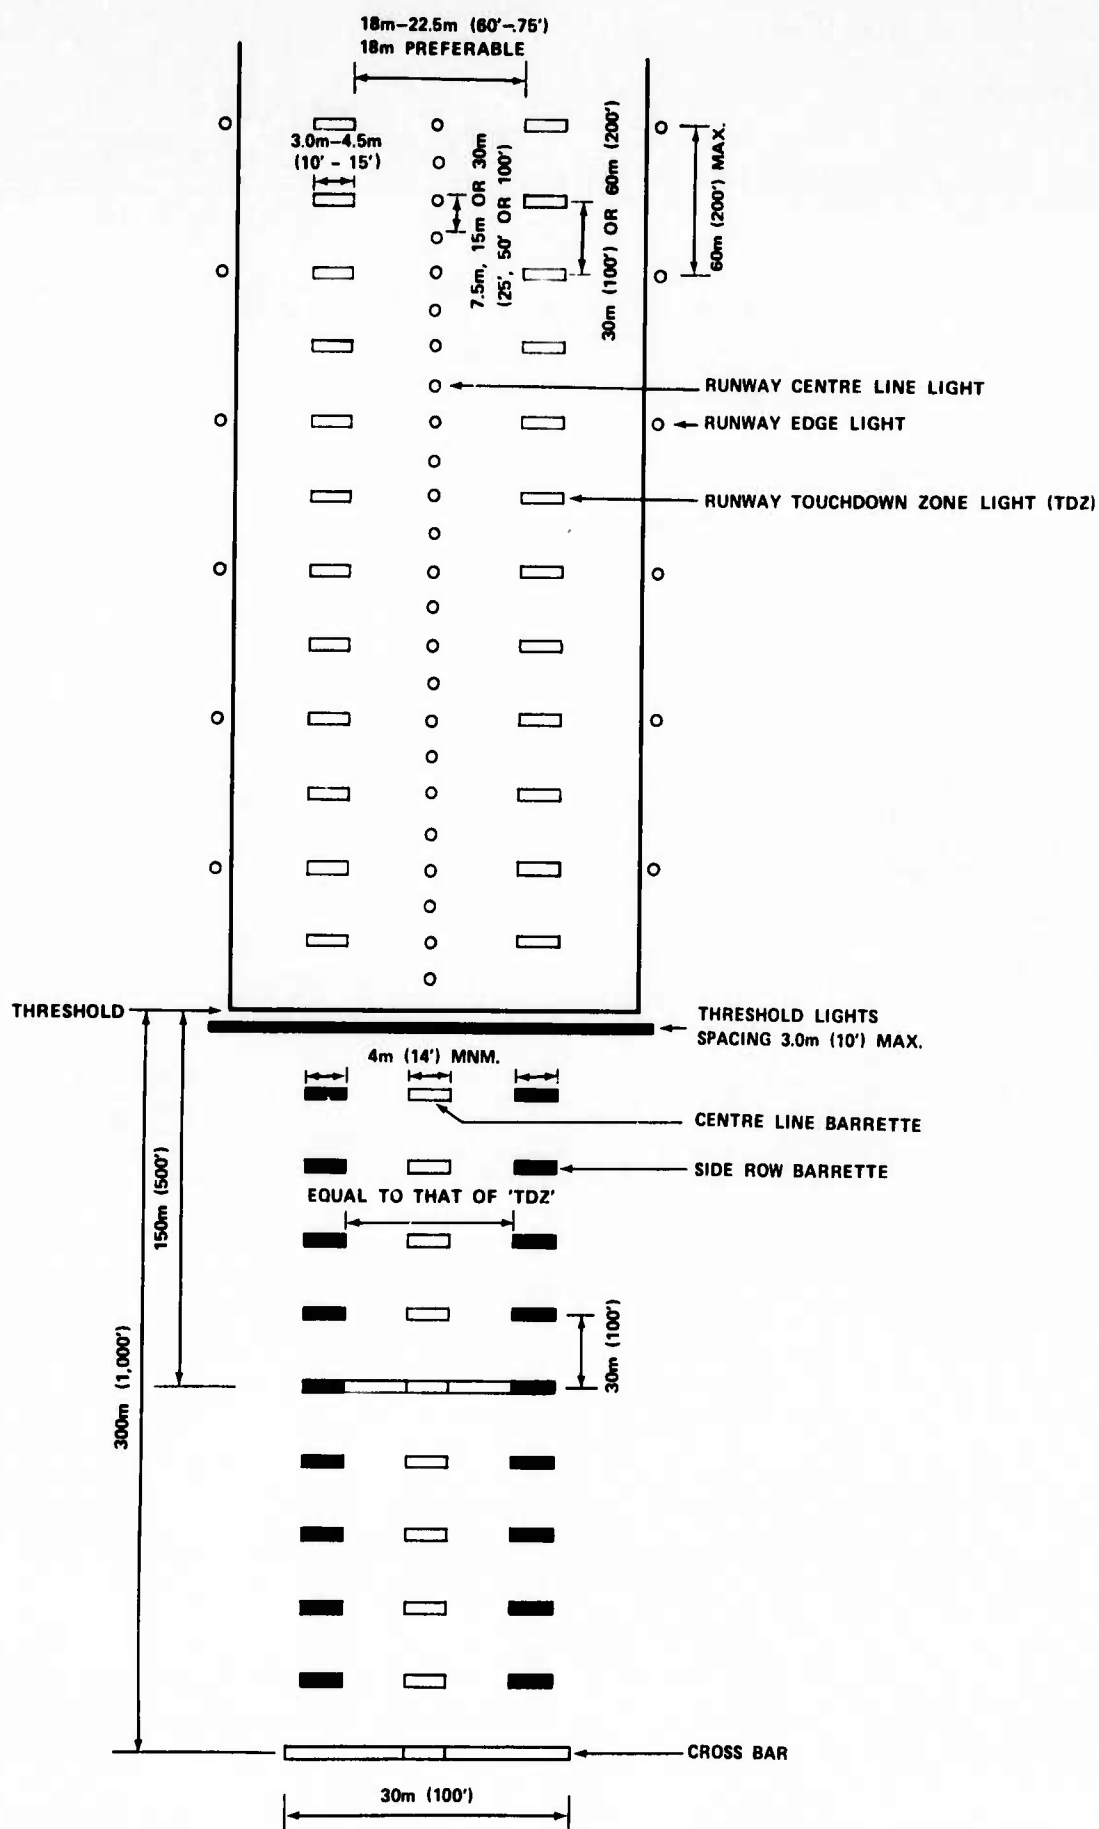 18m–22.5m (60'–.75')
18m PREFERABLE
3.0m–4.5m
(10' - 15')
7.5m, 15m OR 30m
(25', 50' OR 100')
30m (100') OR 60m (200')
60m (200') MAX.
RUNWAY CENTRE LINE LIGHT
RUNWAY EDGE LIGHT
RUNWAY TOUCHDOWN ZONE LIGHT (TDZ)
THRESHOLD
THRESHOLD LIGHTS
SPACING 3.0m (10') MAX.
4m (14') MNM.
CENTRE LINE BARRETTE
SIDE ROW BARRETTE
EQUAL TO THAT OF 'TDZ'
150m (500')
30m (100')
300m (1,000')
CROSS BAR
30m (100')